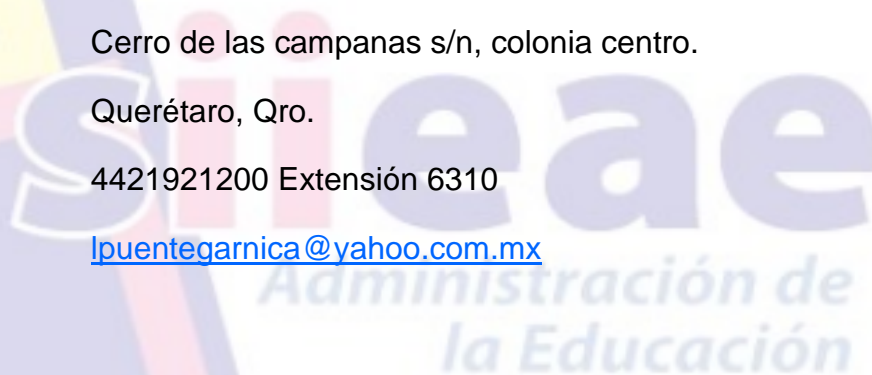 Cerro de las campanas s/n, colonia centro.
Querétaro, Qro.
4421921200 Extensión 6310
lpuentegarnica@yahoo.com.mx
siieae
Administración de
la Educación